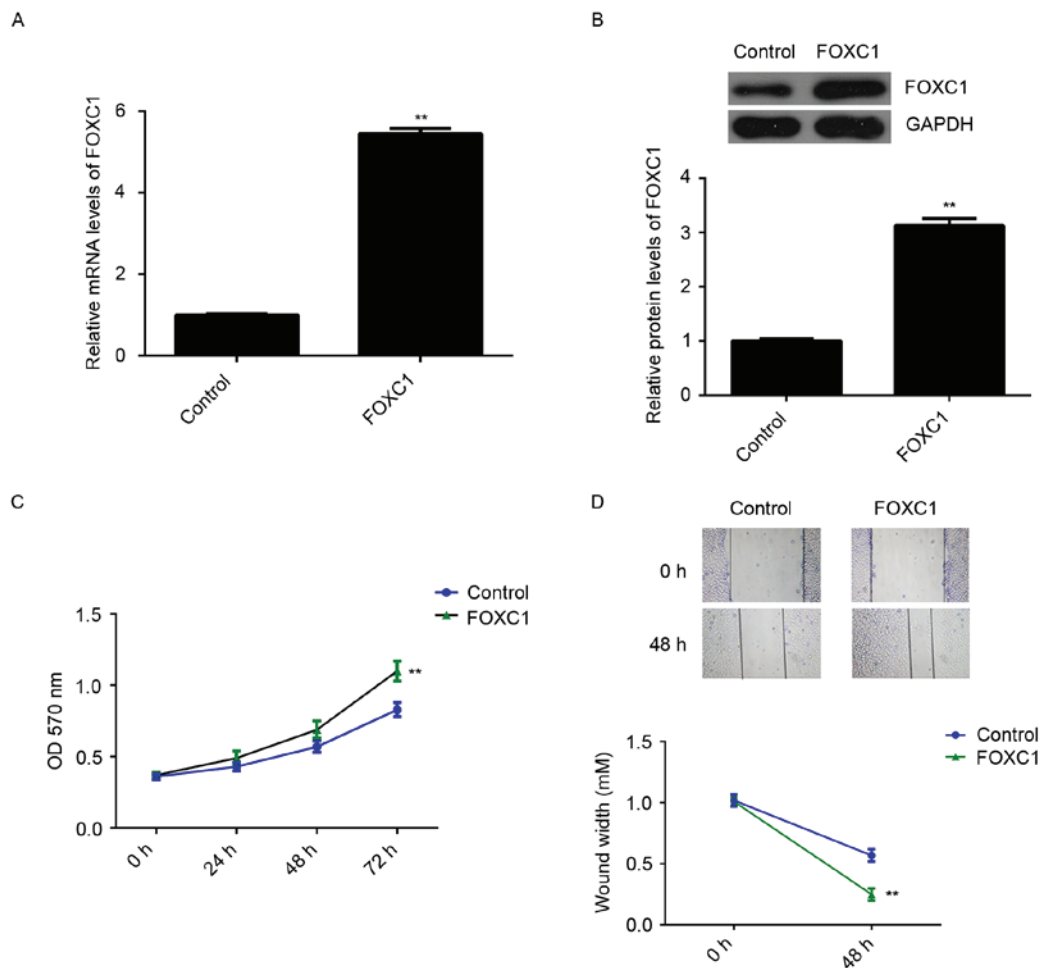 A
Relative mRNA levels of FOXC1
6
4
2
0
**
Control
FOXC1
B
Control FOXC1
FOXC1
GAPDH
Relative protein levels of FOXC1
4
3
2
1
0
**
Control
FOXC1
C
Control
FOXC1
OD 570 nm
1.5
1.0
0.5
0.0
**
0 h
24 h
48 h
72 h
D
Control FOXC1
0 h
48 h
Control
FOXC1
Wound width (mM)
1.5
1.0
0.5
0.0
**
0 h
48 h